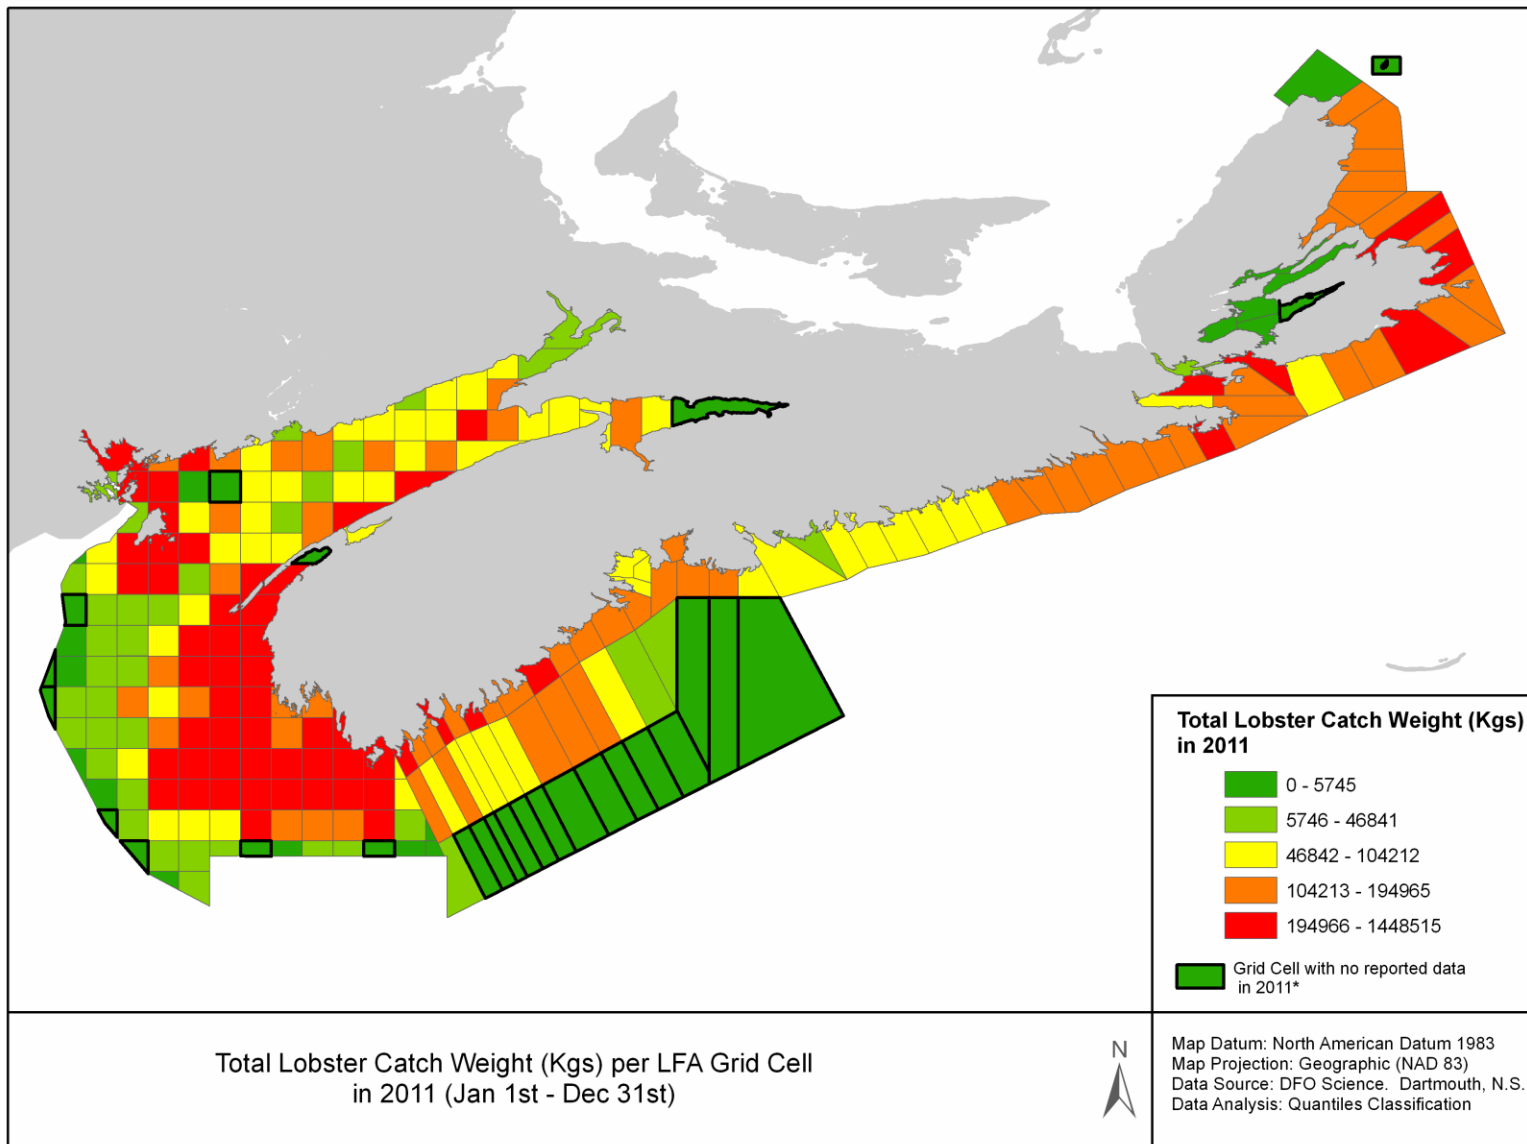 Total Lobster Catch Weight (Kgs)
in 2011
0 - 5745
5746 - 46841
46842 - 104212
104213 - 194965
194966 - 1448515
Grid Cell with no reported data
in 2011*
Total Lobster Catch Weight (Kgs) per LFA Grid Cell
in 2011 (Jan 1st - Dec 31st)
N
Map Datum: North American Datum 1983
Map Projection: Geographic (NAD 83)
Data Source: DFO Science. Dartmouth, N.S.
Data Analysis: Quantiles Classification